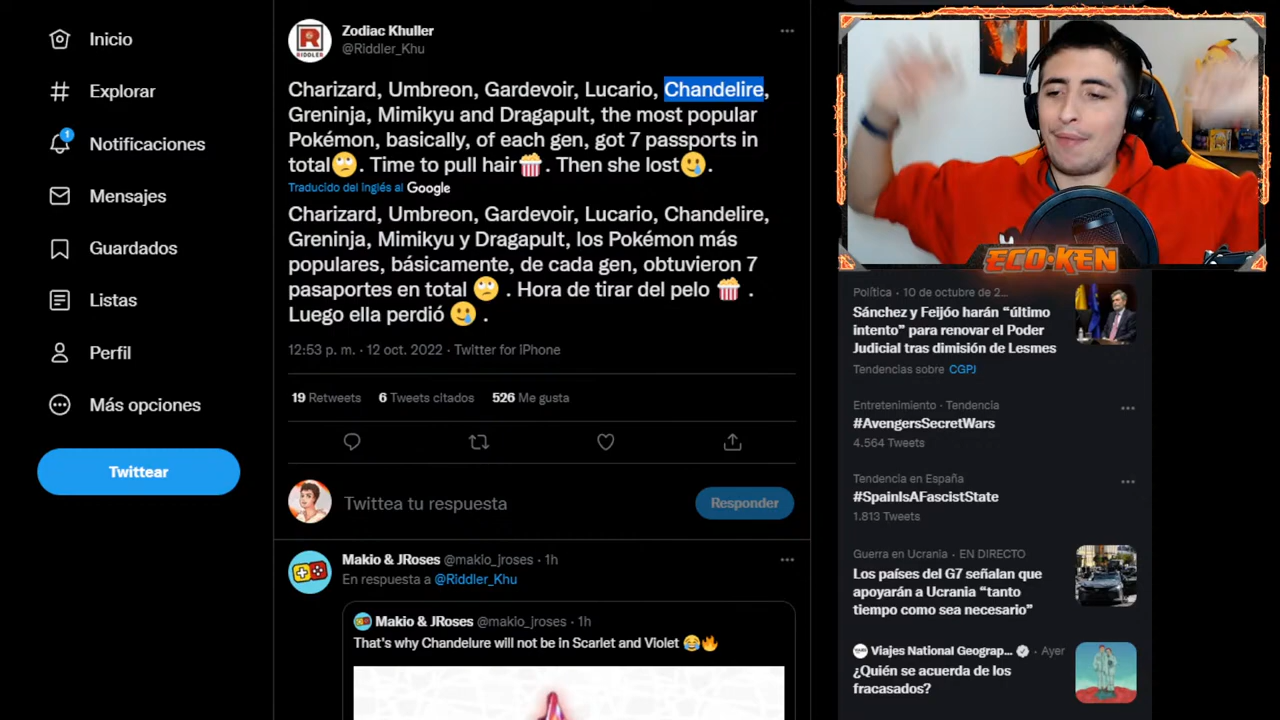 Inicio
Explorar
1
Notificaciones
Mensajes
Guardados
Listas
Perfil
Más opciones
Twittear
RIDDLER
Zodiac Khuller
@Riddler_Khu
Charizard, Umbreon, Gardevoir, Lucario, Chandelire,
Greninja, Mimikyu and Dragapult, the most popular
Pokémon, basically, of each gen, got 7 passports in
total🙄. Time to pull hair🍿. Then she lost🥲.
Traducido del inglés al Google
Charizard, Umbreon, Gardevoir, Lucario, Chandelire,
Greninja, Mimikyu y Dragapult, los Pokémon más
populares, básicamente, de cada gen, obtuvieron 7
pasaportes en total 🙄 . Hora de tirar del pelo 🍿 .
Luego ella perdió 🥲 .
12:53 p. m. · 12 oct. 2022 · Twitter for iPhone
19 Retweets 6 Tweets citados 526 Me gusta
Twittea tu respuesta
Responder
Makio & JRoses @makio_jroses · 1h
En respuesta a @Riddler_Khu
Makio & JRoses @makio_jroses · 1h
That's why Chandelure will not be in Scarlet and Violet 😂🔥
ECO·KEN
Política · 10 de octubre de 2...
Sánchez y Feijóo harán “último
intento” para renovar el Poder
Judicial tras dimisión de Lesmes
Tendencias sobre CGPJ
Entretenimiento · Tendencia
#AvengersSecretWars
4.564 Tweets
Tendencia en España
#SpainIsAFascistState
1.813 Tweets
Guerra en Ucrania · EN DIRECTO
Los países del G7 señalan que
apoyarán a Ucrania “tanto
tiempo como sea necesario”
Viajes National Geograp... · Ayer
¿Quién se acuerda de los
fracasados?